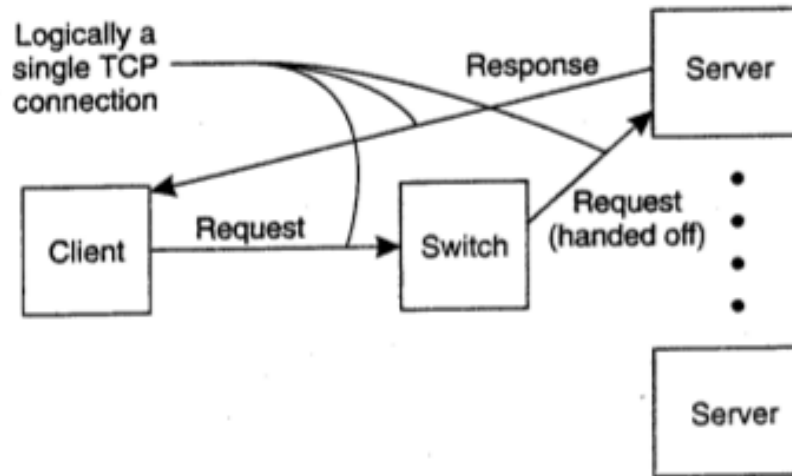 Logically a
single TCP
connection
Response
Server
Client
Request
Switch
Request
(handed off)
Server